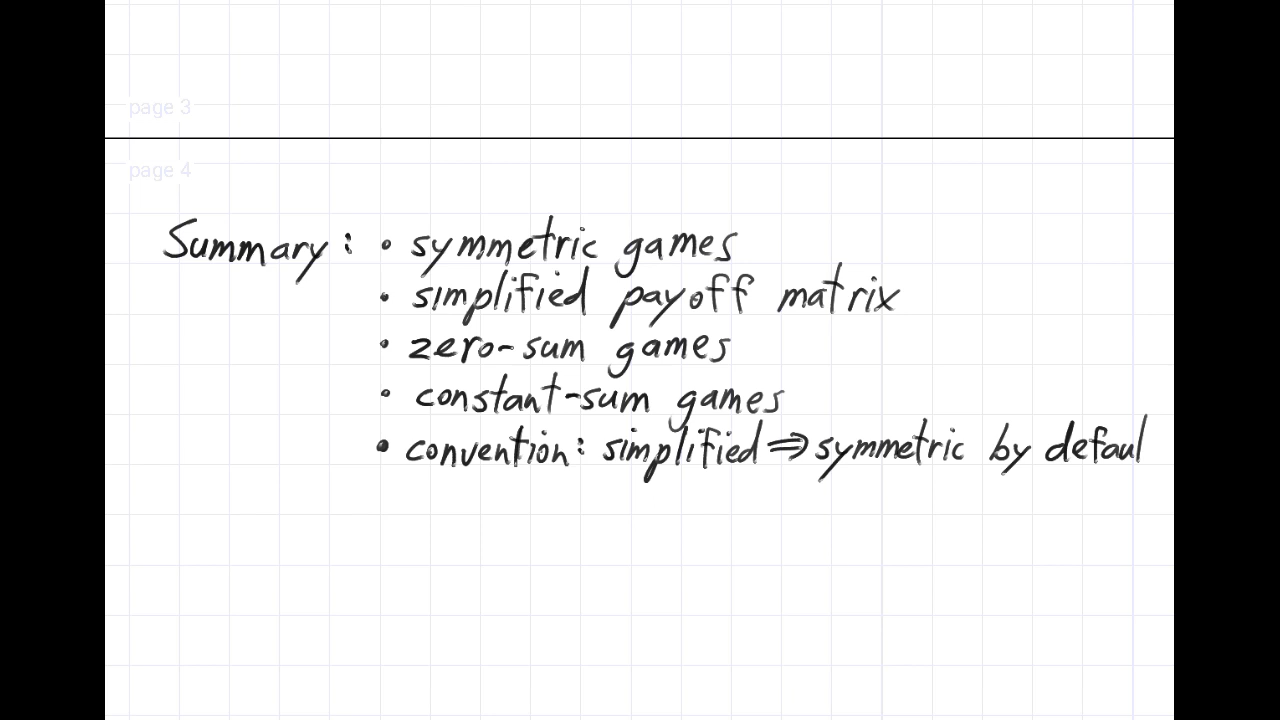 page 3
page 4
Summary: • symmetric games
• simplified payoff matrix
• zero-sum games
• constant-sum games
• convention: simplified ⇒ symmetric by defaul